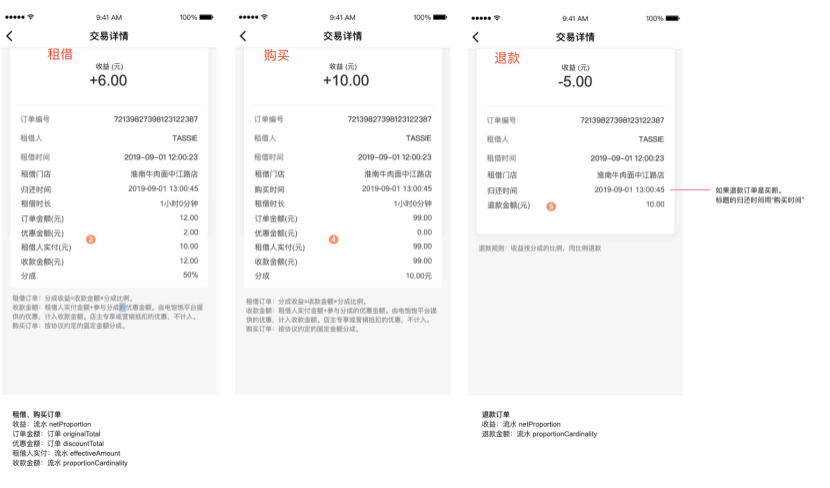 9:41 AM
100%
交易详情
租借
收益 (元)
+6.00
订单编号 72139827398123122387
租借人 TASSIE
租借时间 2019-09-01 12:00:23
租借门店 淮南牛肉面中江路店
归还时间 2019-09-01 13:00:45
租借时长 1小时0分钟
订单金额(元) 12.00
优惠金额(元) 2.00
2
租借人实付(元) 10.00
收款金额(元) 12.00
分成 50%
租借订单：分成收益=收款金额×分成比例。
收款金额：租借人实付金额+参与分成的优惠金额。由电饱饱平台提
供的优惠，计入收款金额。店主专享或营销抵扣的优惠，不计入。
购买订单：按协议约定的固定金额分成。
租借、购买订单
收益：流水 netProportion
订单金额：订单 originalTotal
优惠金额：订单 discountTotal
租借人实付：流水 effectiveAmount
收款金额：流水 proportionCardinality
9:41 AM
100%
交易详情
购买
收益 (元)
+10.00
订单编号 72139827398123122387
租借人 TASSIE
租借时间 2019-09-01 12:00:23
租借门店 淮南牛肉面中江路店
购买时间 2019-09-01 13:00:45
租借时长 1小时0分钟
订单金额(元) 99.00
优惠金额(元) 0.00
4
租借人实付(元) 99.00
收款金额(元) 99.00
分成 10.00元
租借订单：分成收益=收款金额×分成比例。
收款金额：租借人实付金额+参与分成的优惠金额。由电饱饱平台提
供的优惠，计入收款金额。店主专享或营销抵扣的优惠，不计入。
购买订单：按协议约定的固定金额分成。
9:41 AM
100%
交易详情
退款
收益 (元)
-5.00
订单编号 72139827398123122387
租借人 TASSIE
租借时间 2019-09-01 12:00:23
租借门店 淮南牛肉面中江路店
归还时间 2019-09-01 13:00:45
退款金额(元) 10.00
5
退款规则：收益按分成的比例，同比例退款
如果退款订单是买断。
标题的归还时间用“购买时间”
退款订单
收益：流水 netProportion
退款金额：流水 proportionCardinality